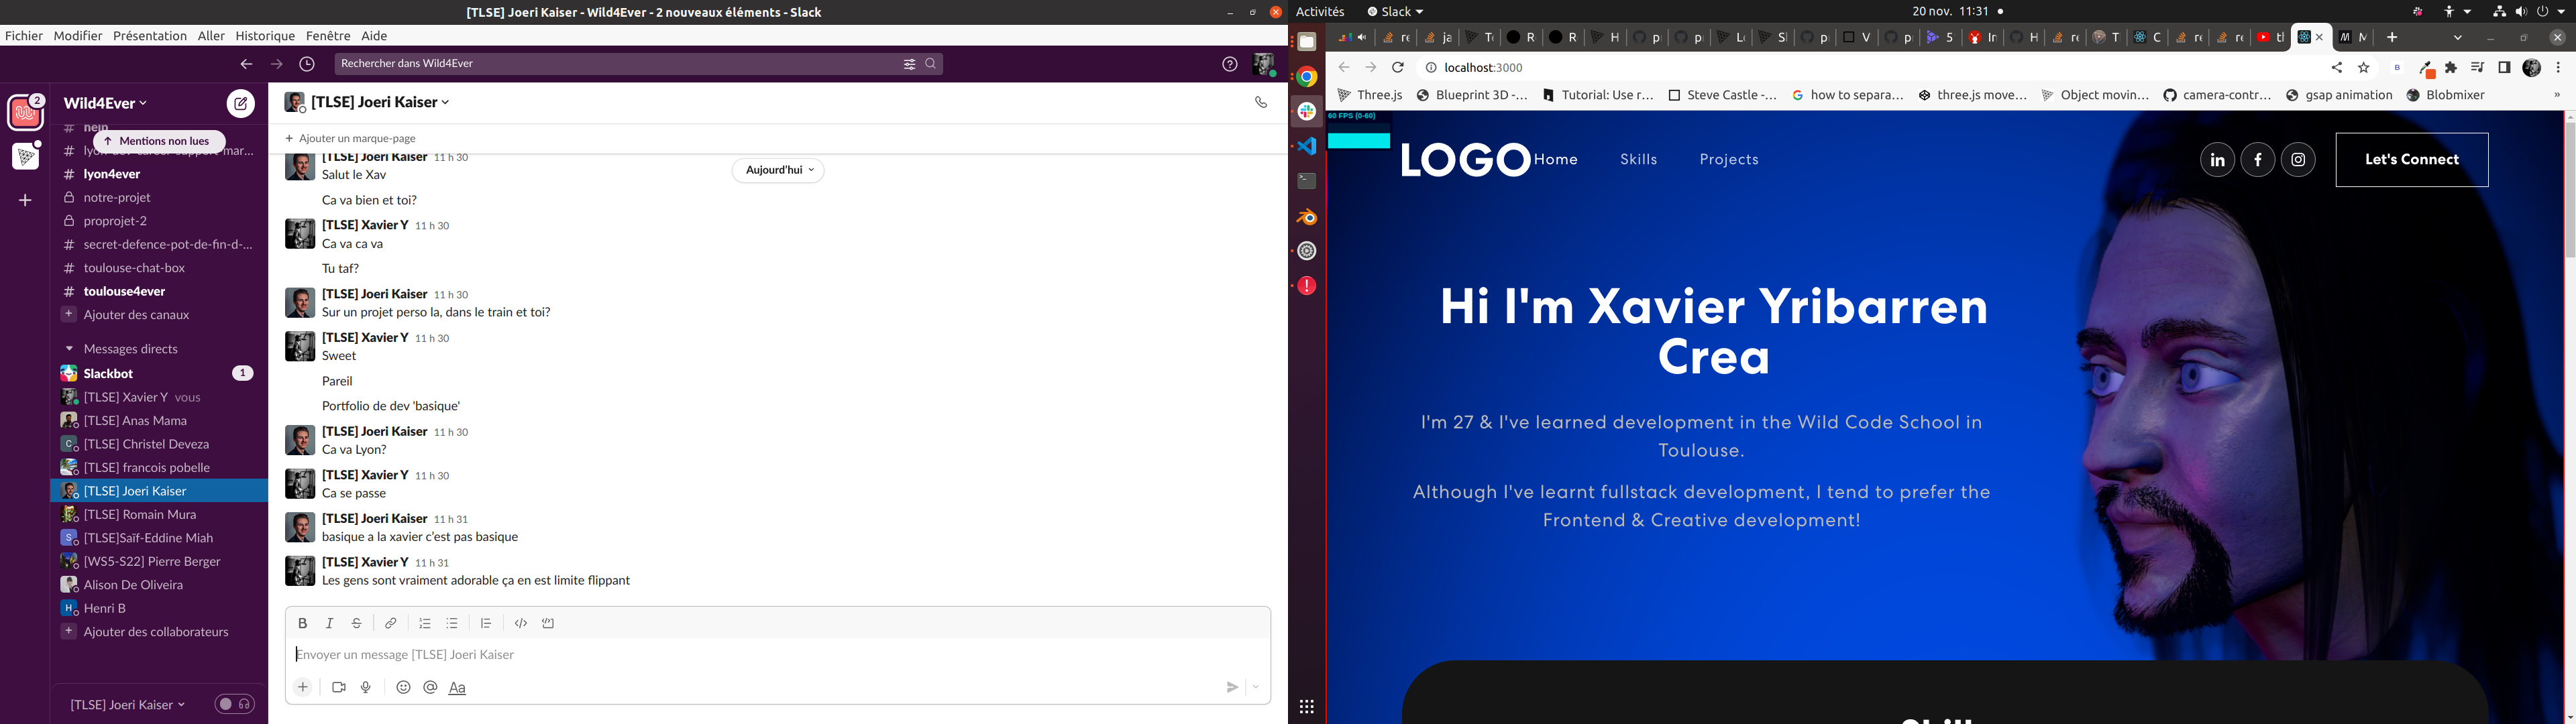 [TLSE] Joeri Kaiser - Wild4Ever - 2 nouveaux éléments - Slack
Fichier Modifier Présentation Aller Historique Fenêtre Aide
Rechercher dans Wild4Ever
2
Wild4Ever
Mentions non lues
lyon4ever
notre-projet
proprojet-2
secret-defence-pot-de-fin-d-...
toulouse-chat-box
toulouse4ever
Ajouter des canaux
Messages directs
Slackbot 1
[TLSE] Xavier Y vous
[TLSE] Anas Mama
C [TLSE] Christel Deveza
[TLSE] francois pobelle
[TLSE] Joeri Kaiser
[TLSE] Romain Mura
S [TLSE]Saïf-Eddine Miah
[WS5-S22] Pierre Berger
Alison De Oliveira
H Henri B
Ajouter des collaborateurs
[TLSE] Joeri Kaiser
[TLSE] Joeri Kaiser
Ajouter un marque-page
Aujourd'hui
[TLSE] Joeri Kaiser 11 h 30
Salut le Xav
Ca va bien et toi?
[TLSE] Xavier Y 11 h 30
Ca va ca va
Tu taf?
[TLSE] Joeri Kaiser 11 h 30
Sur un projet perso la, dans le train et toi?
[TLSE] Xavier Y 11 h 30
Sweet
Pareil
Portfolio de dev 'basique'
[TLSE] Joeri Kaiser 11 h 30
Ca va Lyon?
[TLSE] Xavier Y 11 h 30
Ca se passe
[TLSE] Joeri Kaiser 11 h 31
basique a la xavier c'est pas basique
[TLSE] Xavier Y 11 h 31
Les gens sont vraiment adorable ça en est limite flippant
Envoyer un message [TLSE] Joeri Kaiser
Aa
Activités Slack 20 nov. 11:31
localhost:3000
Three.js Blueprint 3D -... Tutorial: Use r... Steve Castle -... how to separa... three.js move... Object movin... camera-contr... gsap animation Blobmixer »
60 FPS (0-60)
LOGO Home Skills Projects Let's Connect
Hi I'm Xavier Yribarren
Crea
I'm 27 & I've learned development in the Wild Code School in
Toulouse.
Although I've learnt fullstack development, I tend to prefer the
Frontend & Creative development!